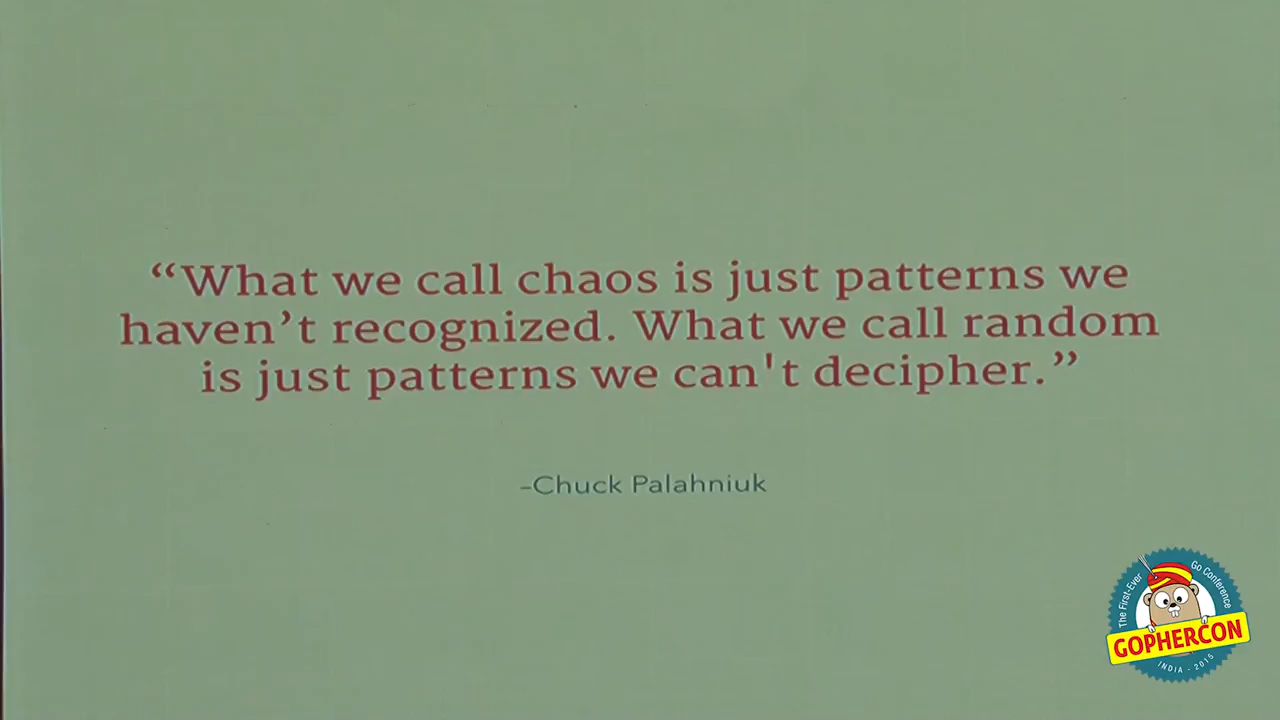 “What we call chaos is just patterns we
haven’t recognized. What we call random
is just patterns we can't decipher.”
–Chuck Palahniuk
The First-Ever Go Conference
GOPHERCON
INDIA - 2015